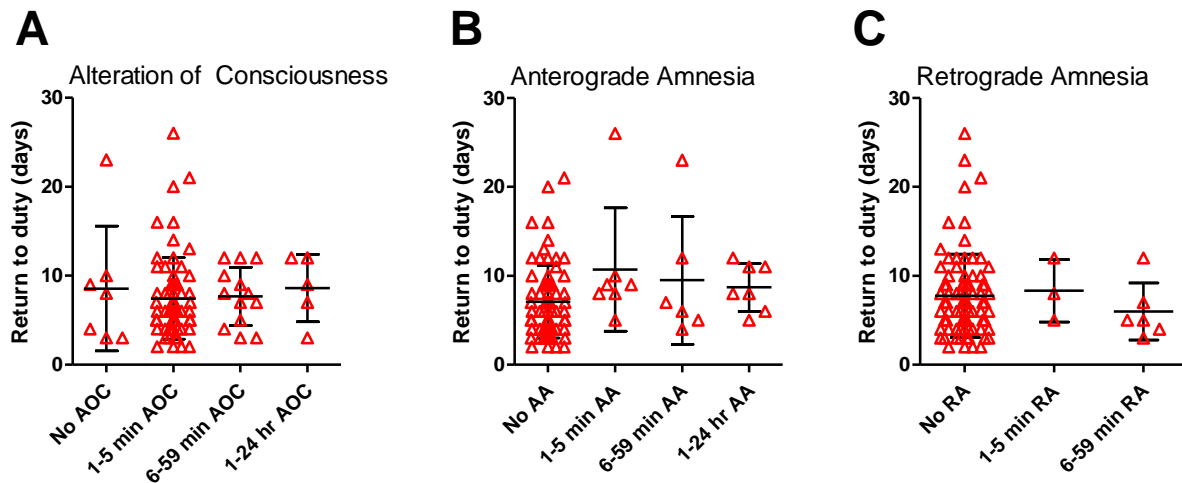 A
Alteration of Consciousness
Return to duty (days)
30
20
10
0
No AOC
1-5 min AOC
6-59 min AOC
1-24 hr AOC
B
Anterograde Amnesia
Return to duty (days)
30
20
10
0
No AA
1-5 min AA
6-59 min AA
1-24 hr AA
C
Retrograde Amnesia
Return to duty (days)
30
20
10
0
No RA
1-5 min RA
6-59 min RA